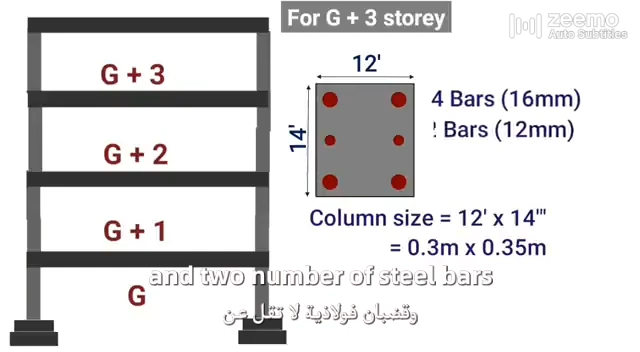 For G + 3 storey
zeemo
Auto Subtitles
12'
G + 3
4 Bars (16mm)
2 Bars (12mm)
14'
G + 2
Column size = 12' x 14'"
= 0.3m x 0.35m
G + 1
and two number of steel bars
G
وقضبان فولاذية لا تقل عن